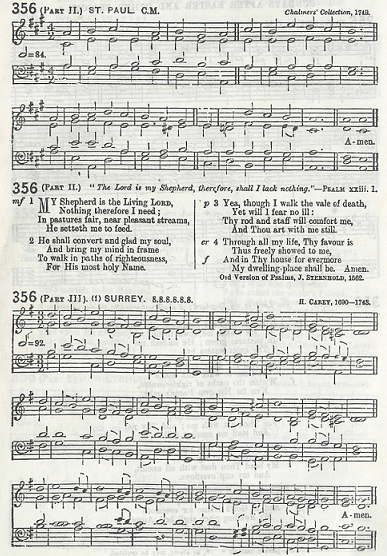 356 (PART II.) ST. PAUL. C.M. Chalmers' Collection, 1749.
=84.
A-men.
356 (PART II.) "The Lord is my Shepherd, therefore, shall I lack nothing."—PSALM xxiii. 1.
mf 1 MY Shepherd is the Living LORD,
Nothing therefore I need;
In pastures fair, near pleasant streams,
He setteth me to feed.
2 He shall convert and glad my soul,
And bring my mind in frame
To walk in paths of righteousness,
For His most holy Name.
p 3 Yea, though I walk the vale of death,
Yet will I fear no ill:
Thy rod and staff will comfort me,
And Thou art with me still.
cr 4 Through all my life, Thy favour is
Thus freely showed to me,
f And in Thy house for evermore
My dwelling-place shall be. Amen.
Old Version of Psalms, J. STERNHOLD, 1562.
356 (PART III.) (1) SURREY. 8.8.8.8.8.8. H. CAREY, 1690—1743.
=92.
A-men.